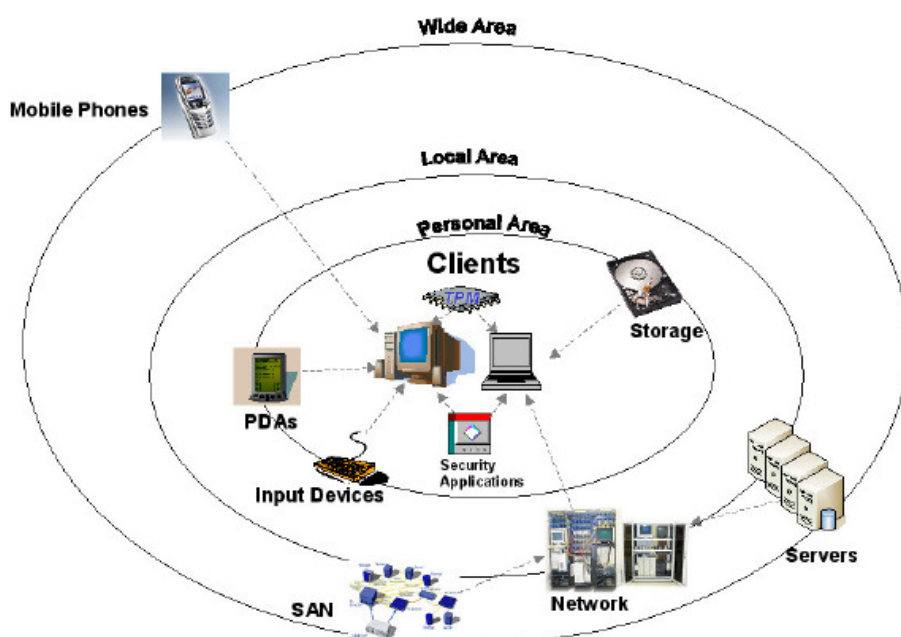 Wide Area
Mobile Phones
Local Area
Personal Area
Clients
TPM
Storage
PDAs
Security
Applications
Input Devices
Servers
Network
SAN